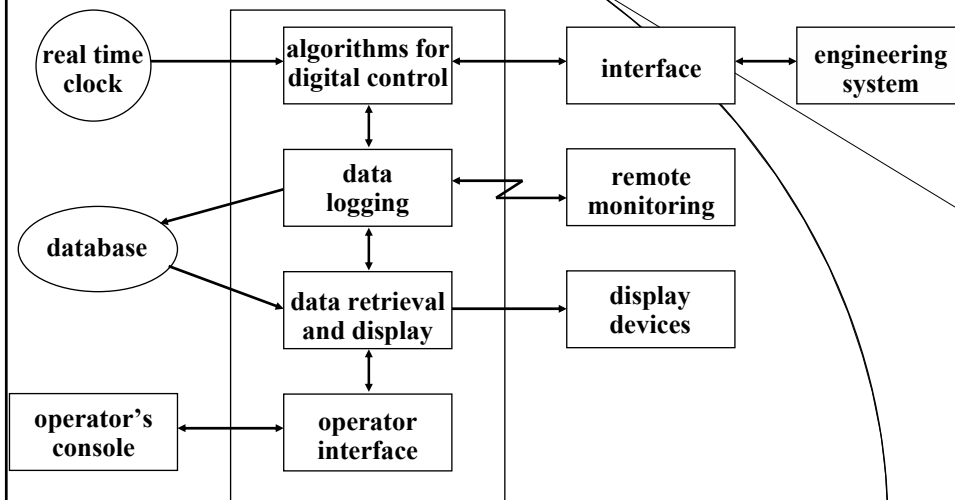 real time
clock
algorithms for
digital control
interface
engineering
system
data
logging
remote
monitoring
database
data retrieval
and display
display
devices
operator’s
console
operator
interface